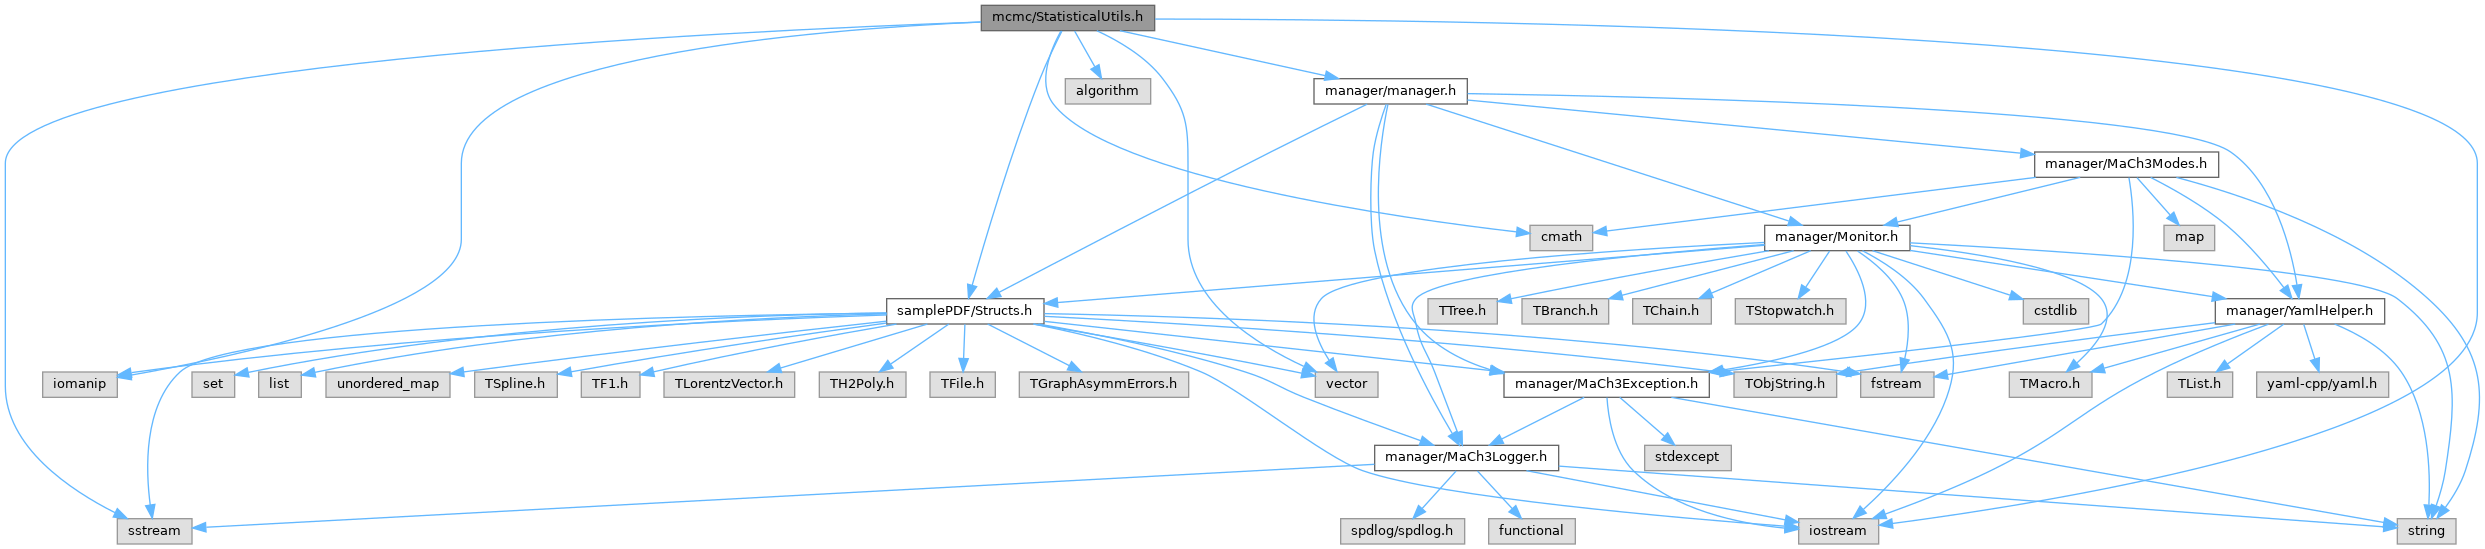 mcmc/StatisticalUtils.h
algorithm
manager/manager.h
manager/MaCh3Modes.h
cmath
manager/Monitor.h
map
samplePDF/Structs.h
TTree.h
TBranch.h
TChain.h
TStopwatch.h
cstdlib
manager/YamlHelper.h
iomanip
set
list
unordered_map
TSpline.h
TF1.h
TLorentzVector.h
TH2Poly.h
TFile.h
TGraphAsymmErrors.h
vector
manager/MaCh3Exception.h
TObjString.h
fstream
TMacro.h
TList.h
yaml-cpp/yaml.h
manager/MaCh3Logger.h
stdexcept
sstream
spdlog/spdlog.h
functional
iostream
string